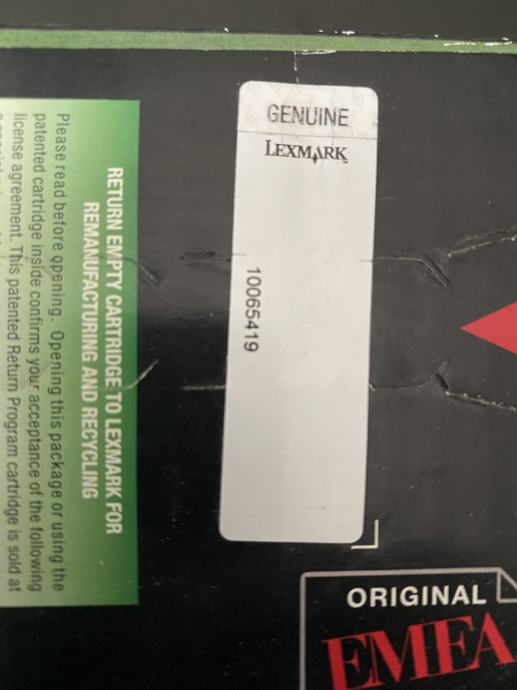 GENUINE
LEXMARK
10065419
RETURN EMPTY CARTRIDGE TO LEXMARK FOR
REMANUFACTURING AND RECYCLING
Please read before opening. Opening this package or using the
patented cartridge inside confirms your acceptance of the following
license agreement. This patented Return Program cartridge is sold at
ORIGINAL
EMEA